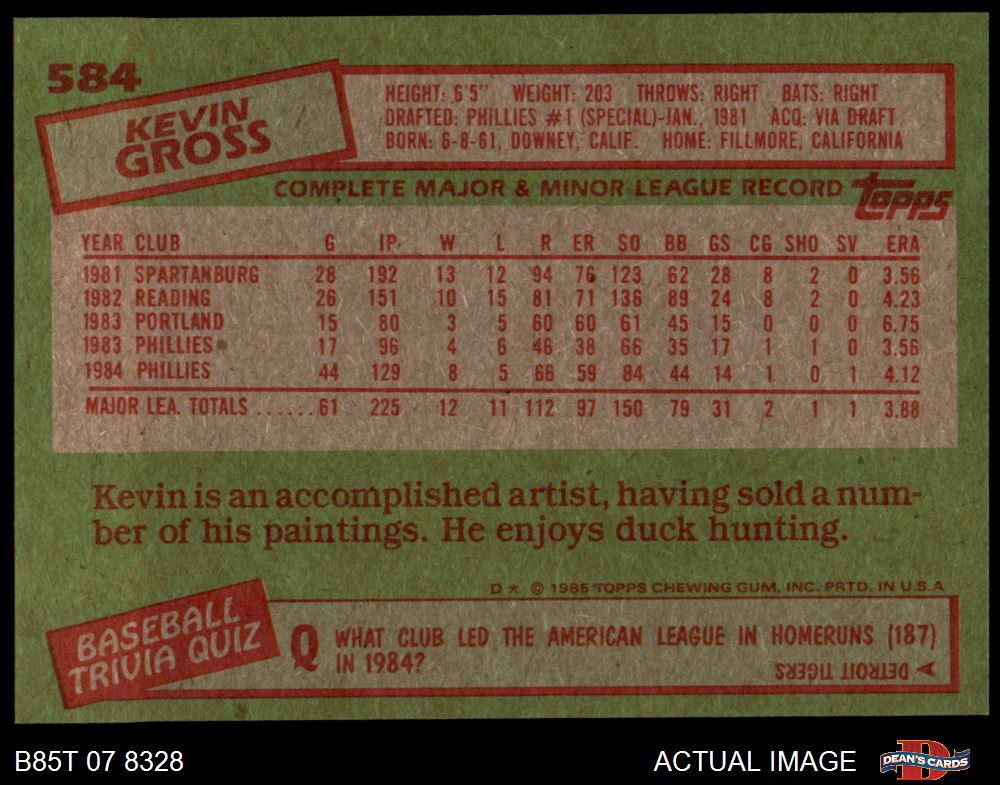 584
KEVIN
GROSS
HEIGHT: 6'5" WEIGHT: 203 THROWS: RIGHT BATS: RIGHT
DRAFTED: PHILLIES #1 (SPECIAL)-JAN., 1981 ACQ: VIA DRAFT
BORN: 6-8-61, DOWNEY, CALIF. HOME: FILLMORE, CALIFORNIA
COMPLETE MAJOR & MINOR LEAGUE RECORD
Topps
YEAR CLUB G IP W L R ER SO BB GS CG SHO SV ERA
1981 SPARTANBURG 28 192 13 12 94 76 123 62 28 8 2 0 3.56
1982 READING 26 151 10 15 81 71 136 89 24 8 2 0 4.23
1983 PORTLAND 15 80 3 5 60 60 61 45 15 0 0 0 6.75
1983 PHILLIES 17 96 4 6 46 38 66 35 17 1 1 0 3.56
1984 PHILLIES 44 129 8 5 66 59 84 44 14 1 0 1 4.12
MAJOR LEA. TOTALS ......61 225 12 11 112 97 150 79 31 2 1 1 3.88
Kevin is an accomplished artist, having sold a num-
ber of his paintings. He enjoys duck hunting.
D* © 1985 TOPPS CHEWING GUM, INC. PRTD. IN U.S.A
BASEBALL
TRIVIA QUIZ
Q WHAT CLUB LED THE AMERICAN LEAGUE IN HOMERUNS (187)
IN 1984?
DETROIT TIGERS
B85T 07 8328
ACTUAL IMAGE
D
DEAN'S CARDS